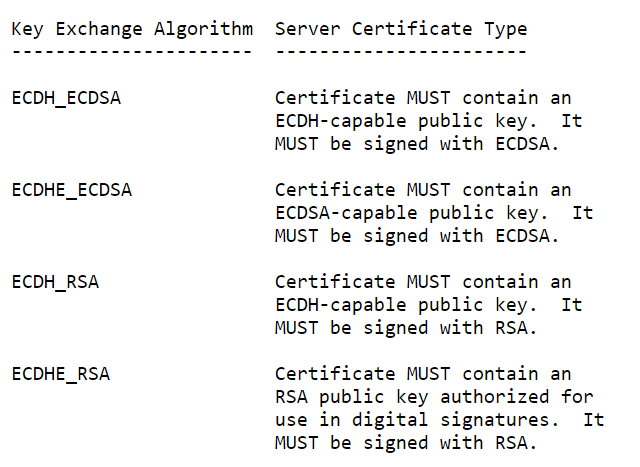 Key Exchange Algorithm  Server Certificate Type
----------------------  -----------------------
ECDH_ECDSA              Certificate MUST contain an
                        ECDH-capable public key.  It
                        MUST be signed with ECDSA.
ECDHE_ECDSA             Certificate MUST contain an
                        ECDSA-capable public key.  It
                        MUST be signed with ECDSA.
ECDH_RSA                Certificate MUST contain an
                        ECDH-capable public key.  It
                        MUST be signed with RSA.
ECDHE_RSA               Certificate MUST contain an
                        RSA public key authorized for
                        use in digital signatures.  It
                        MUST be signed with RSA.